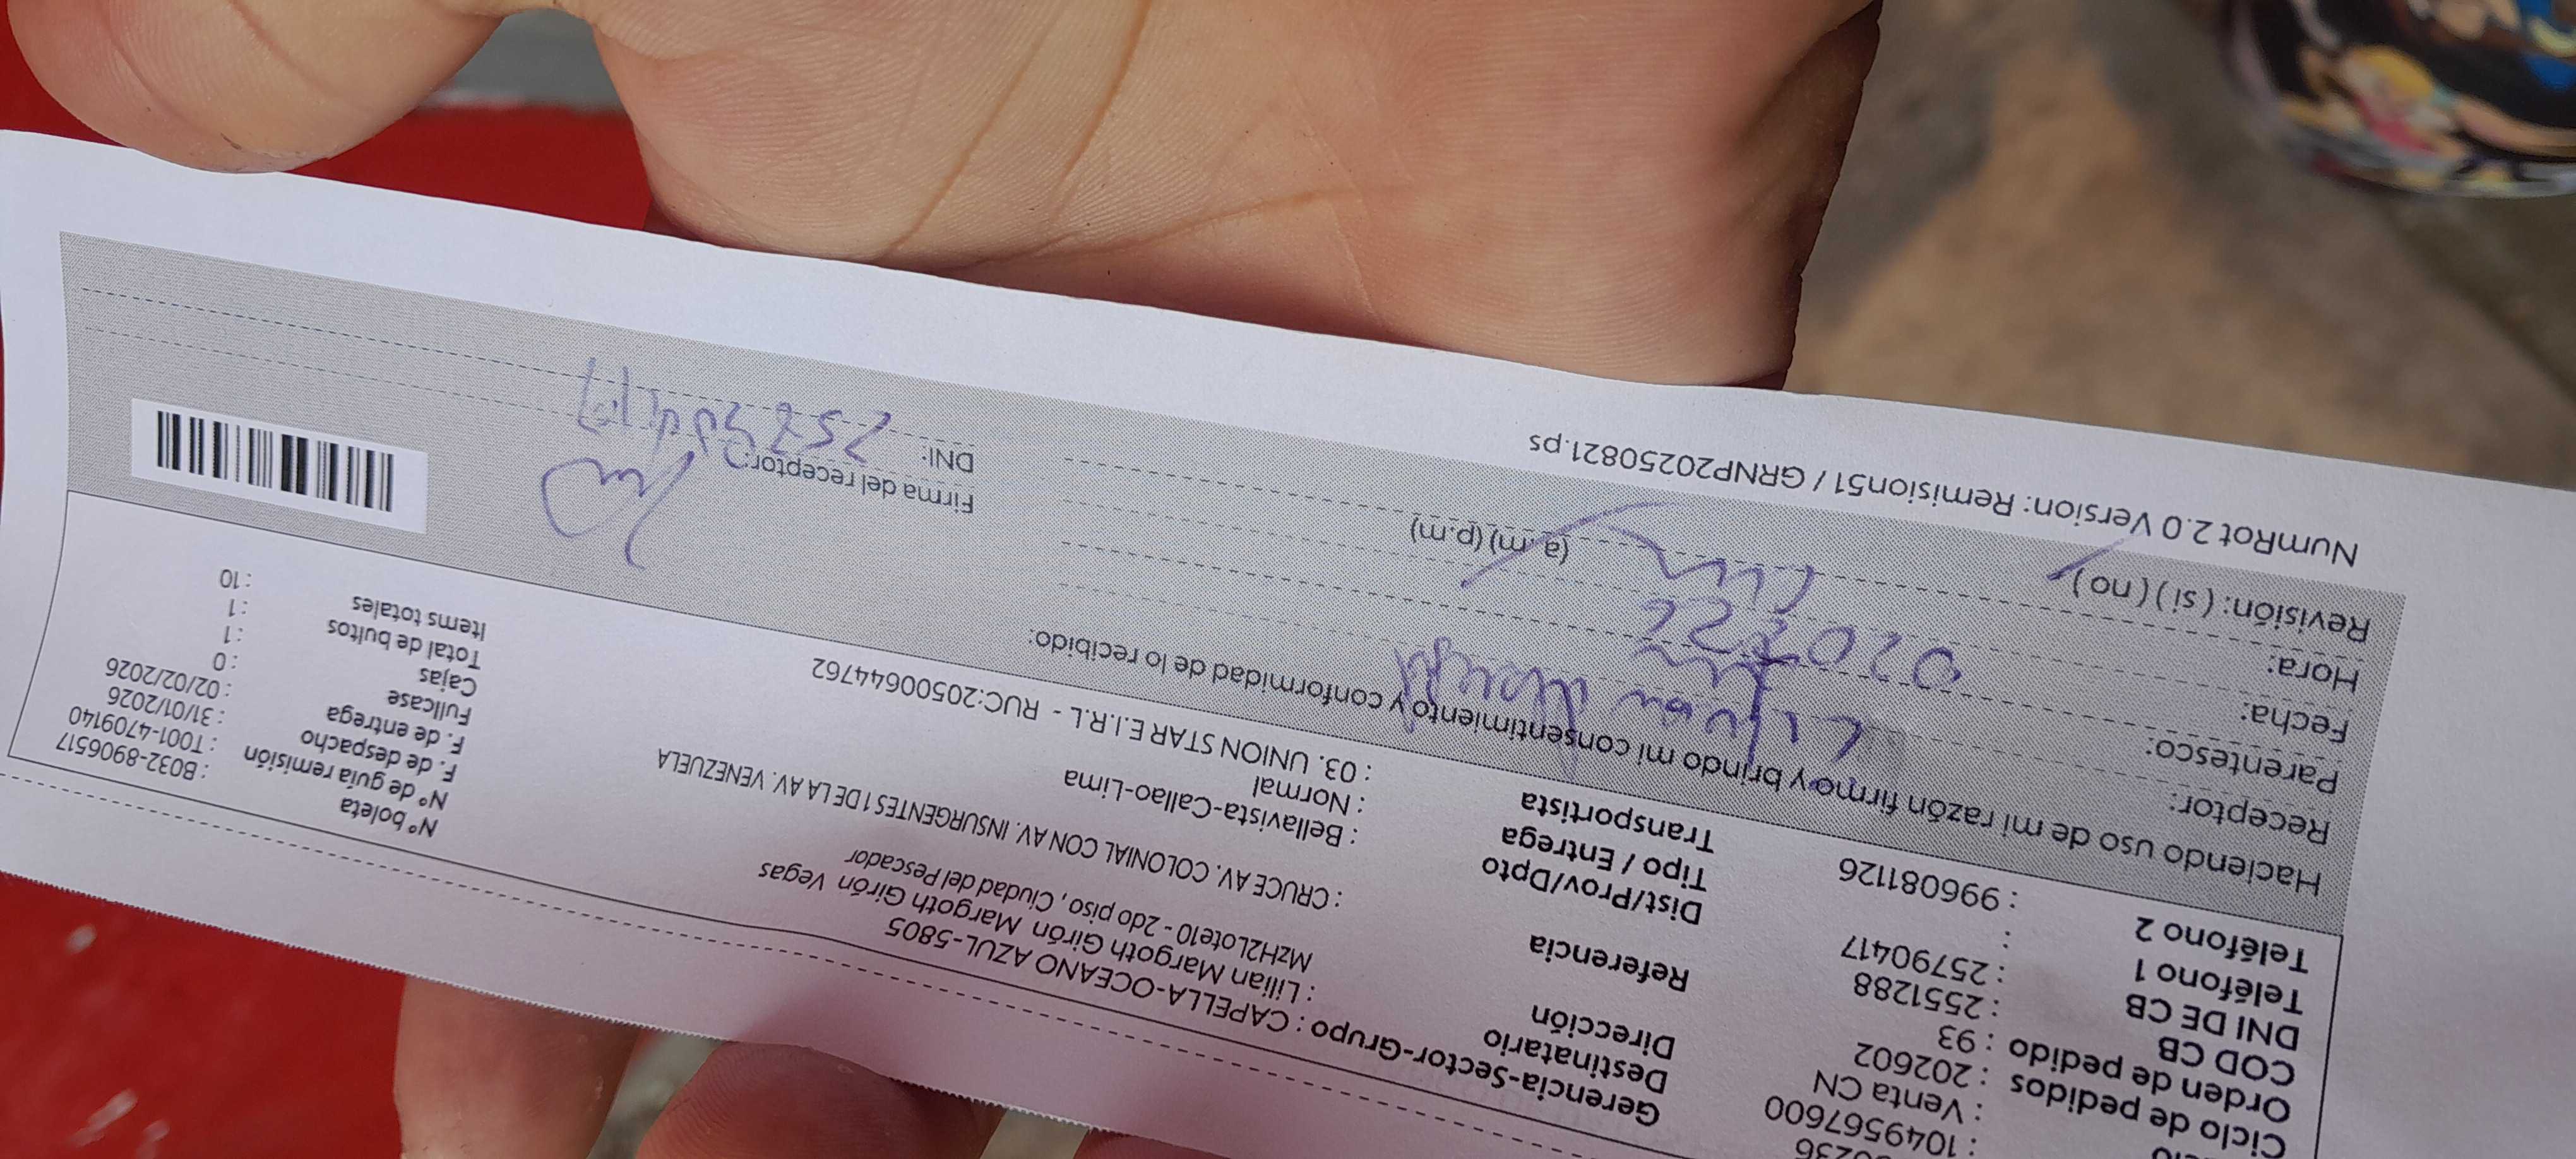 : 1049567600
: Venta CN
Ciclo de pedidos : 202602
Orden de pedido : 93
COD CB : 2551288
DNI DE CB : 25790417
Teléfono 1 :
Teléfono 2 : 996081126
Gerencia-Sector-Grupo : CAPELLA-OCEANO AZUL-5805
Destinatario : Lilian Margoth Girón Margoth Girón Vegas
Dirección MzH2Lote10 - 2do piso , Ciudad del Pescador
Referencia : CRUCE AV. COLONIAL CON AV. INSURGENTES 1 DE LA AV. VENEZUELA
Dist/Prov/Dpto : Bellavista-Callao-Lima
Tipo / Entrega : Normal
Transportista : 03. UNION STAR E.I.R.L - RUC:20500644762
N° boleta : B032-8906517
N° de guía remisión : T001-4709140
F. de despacho : 31/01/2026
F. de entrega : 02/02/2026
Fullcase : 0
Cajas : 1
Total de bultos : 1
Items totales : 10
Haciendo uso de mi razón firmo y brindo mi consentimiento y conformidad de lo recibido:
Receptor:
Parentesco:
Fecha:
Hora: (a.m) (p.m)
Revisión: ( si ) ( no )
Firma del receptor:
DNI:
NumRot 2.0 Version: Remision51 / GRNP20250821.ps